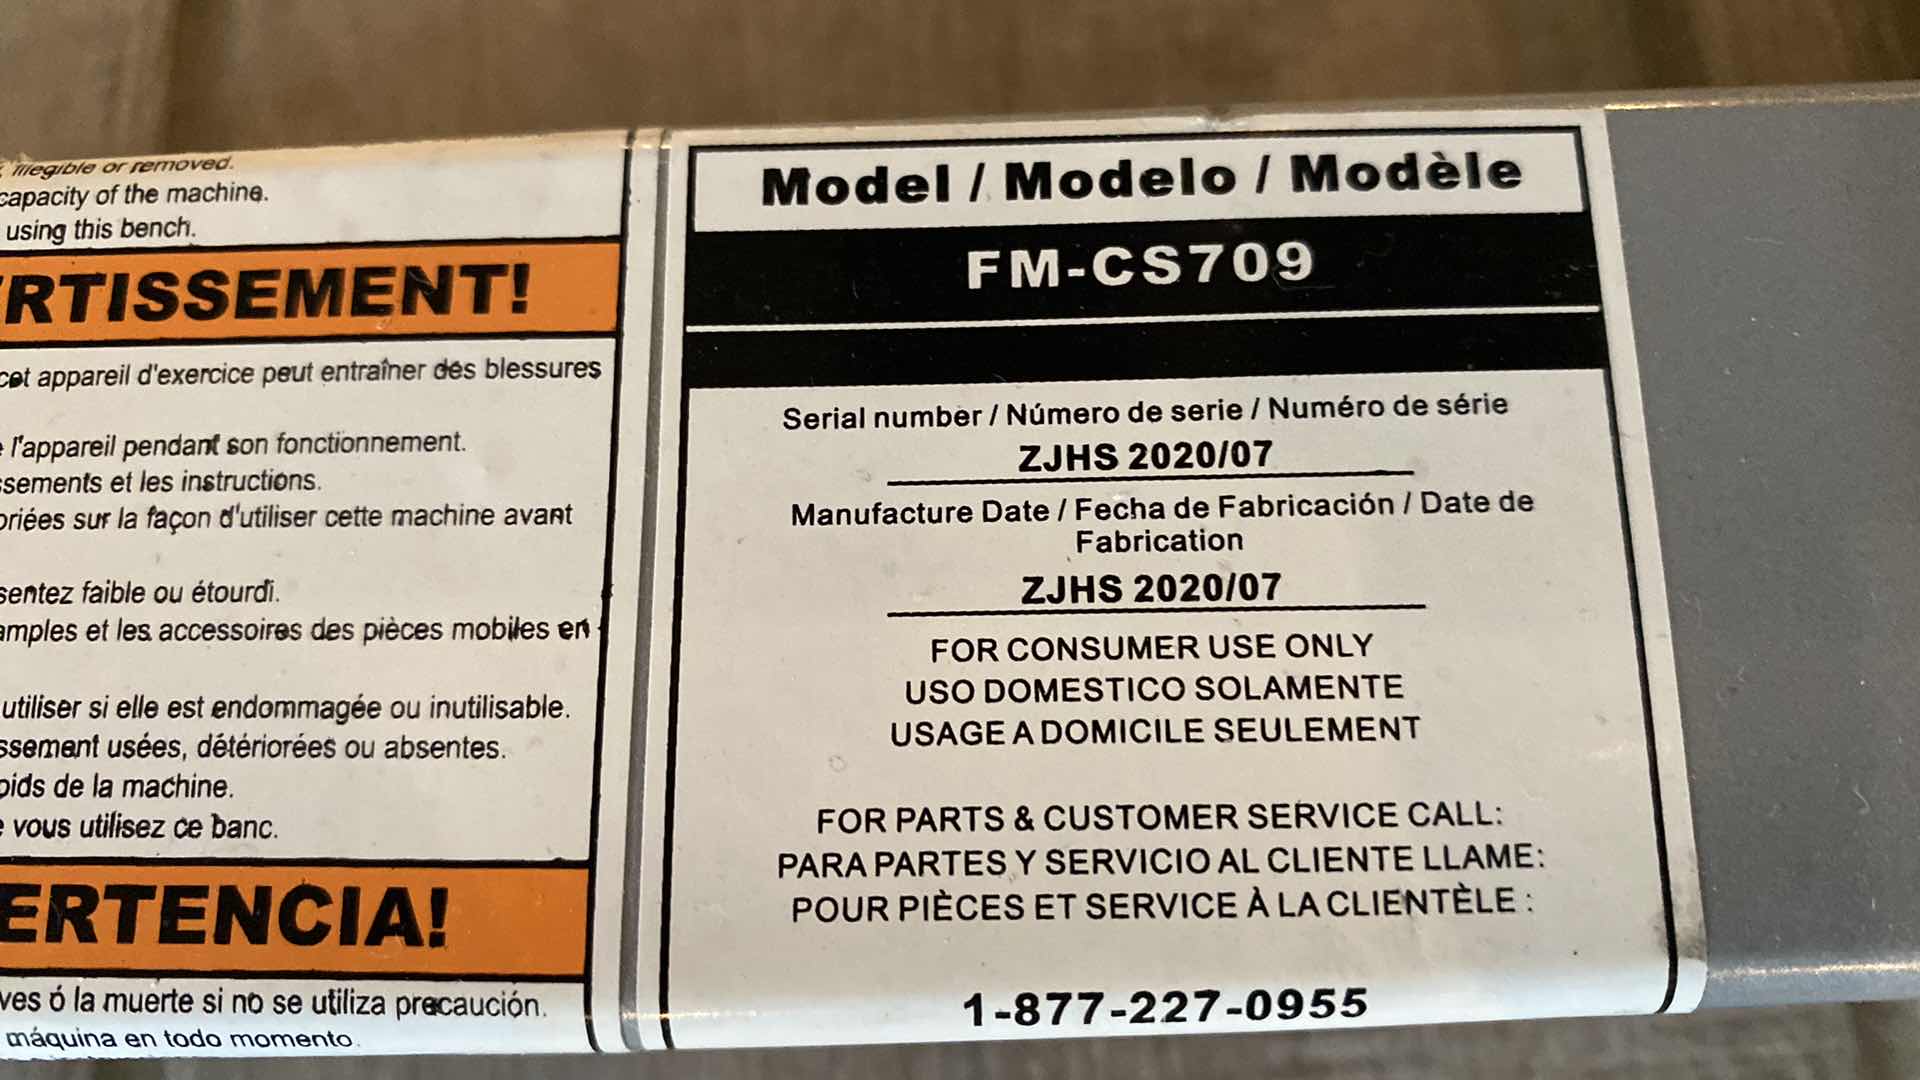 illegible or removed.
capacity of the machine.
using this bench.
RTISSEMENT!
cet appareil d'exercice peut entraîner des blessures
l'appareil pendant son fonctionnement.
ssements et les instructions.
oriées sur la façon d'utiliser cette machine avant
sentez faible ou étourdi.
amples et les accessoires des pièces mobiles en
utiliser si elle est endommagée ou inutilisable.
ssement usées, détériorées ou absentes.
oids de la machine.
e vous utilisez ce banc.
ERTENCIA!
ves ó la muerte si no se utiliza precaución.
máquina en todo momento
Model / Modelo / Modèle
FM-CS709
Serial number / Número de serie / Numéro de série
ZJHS 2020/07
Manufacture Date / Fecha de Fabricación / Date de
Fabrication
ZJHS 2020/07
FOR CONSUMER USE ONLY
USO DOMESTICO SOLAMENTE
USAGE A DOMICILE SEULEMENT
FOR PARTS & CUSTOMER SERVICE CALL:
PARA PARTES Y SERVICIO AL CLIENTE LLAME:
POUR PIÈCES ET SERVICE À LA CLIENTÈLE :
1-877-227-0955